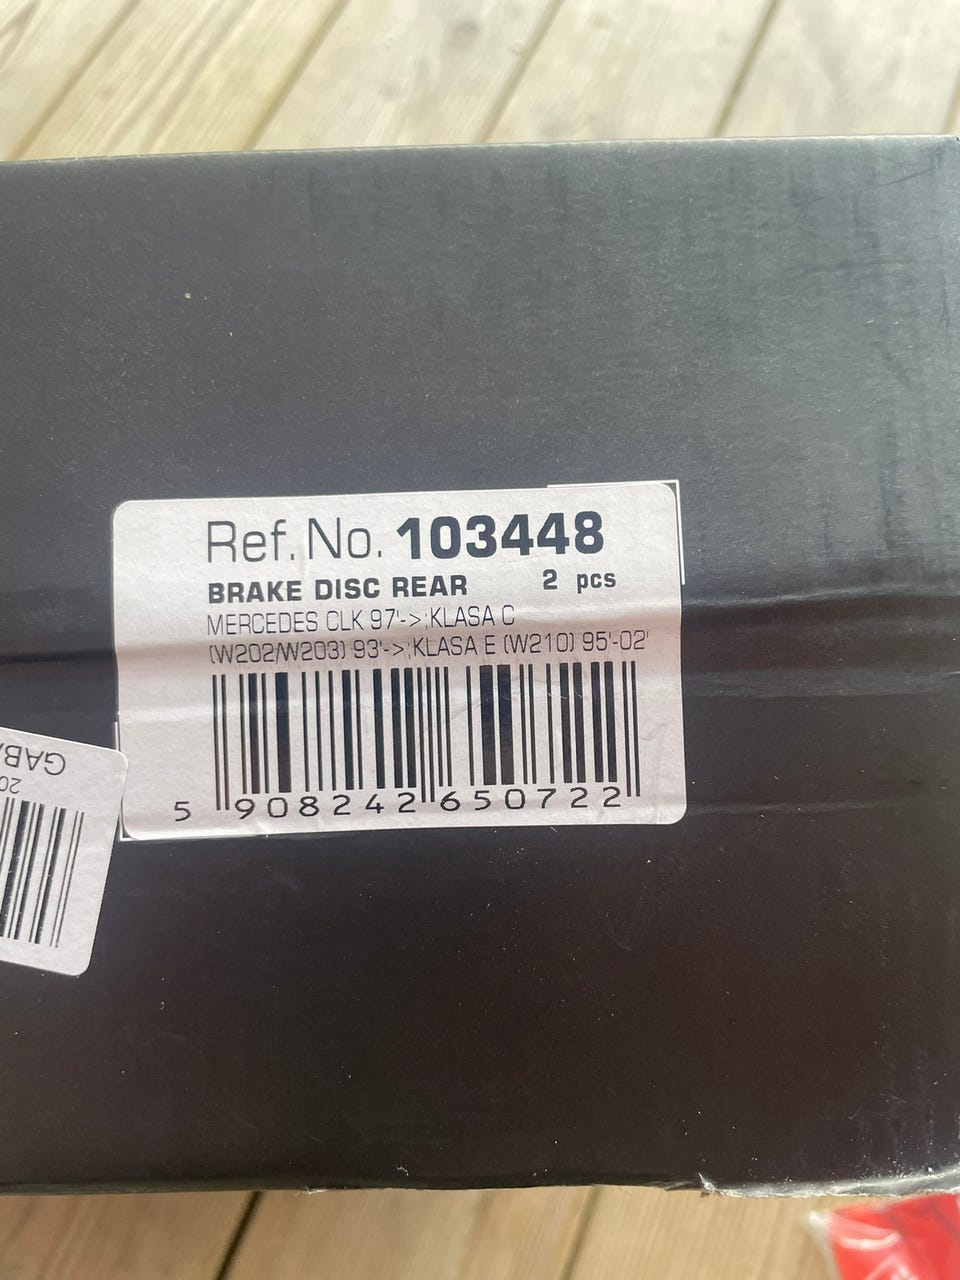 Ref. No. 103448
BRAKE DISC REAR 2 pcs
MERCEDES CLK 97'->;KLASA C
(W202/W203) 93'->;KLASA E (W210) 95'-02'
5 908242 650722